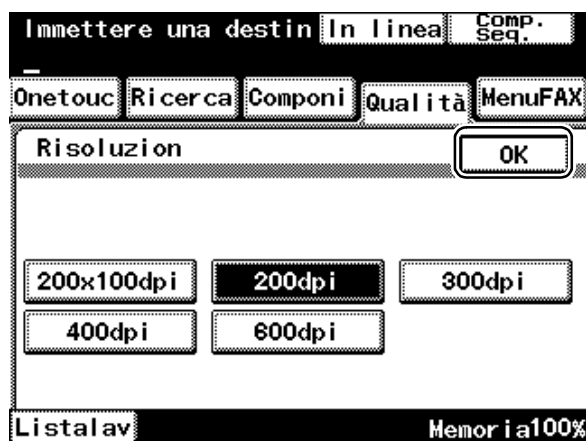 Immettere una destin In linea Comp. Seq.
Onetouc Ricerca Componi Qualità MenuFAX
Risoluzion OK
200x100dpi 200dpi 300dpi
400dpi 600dpi
Listalav Memoria100%